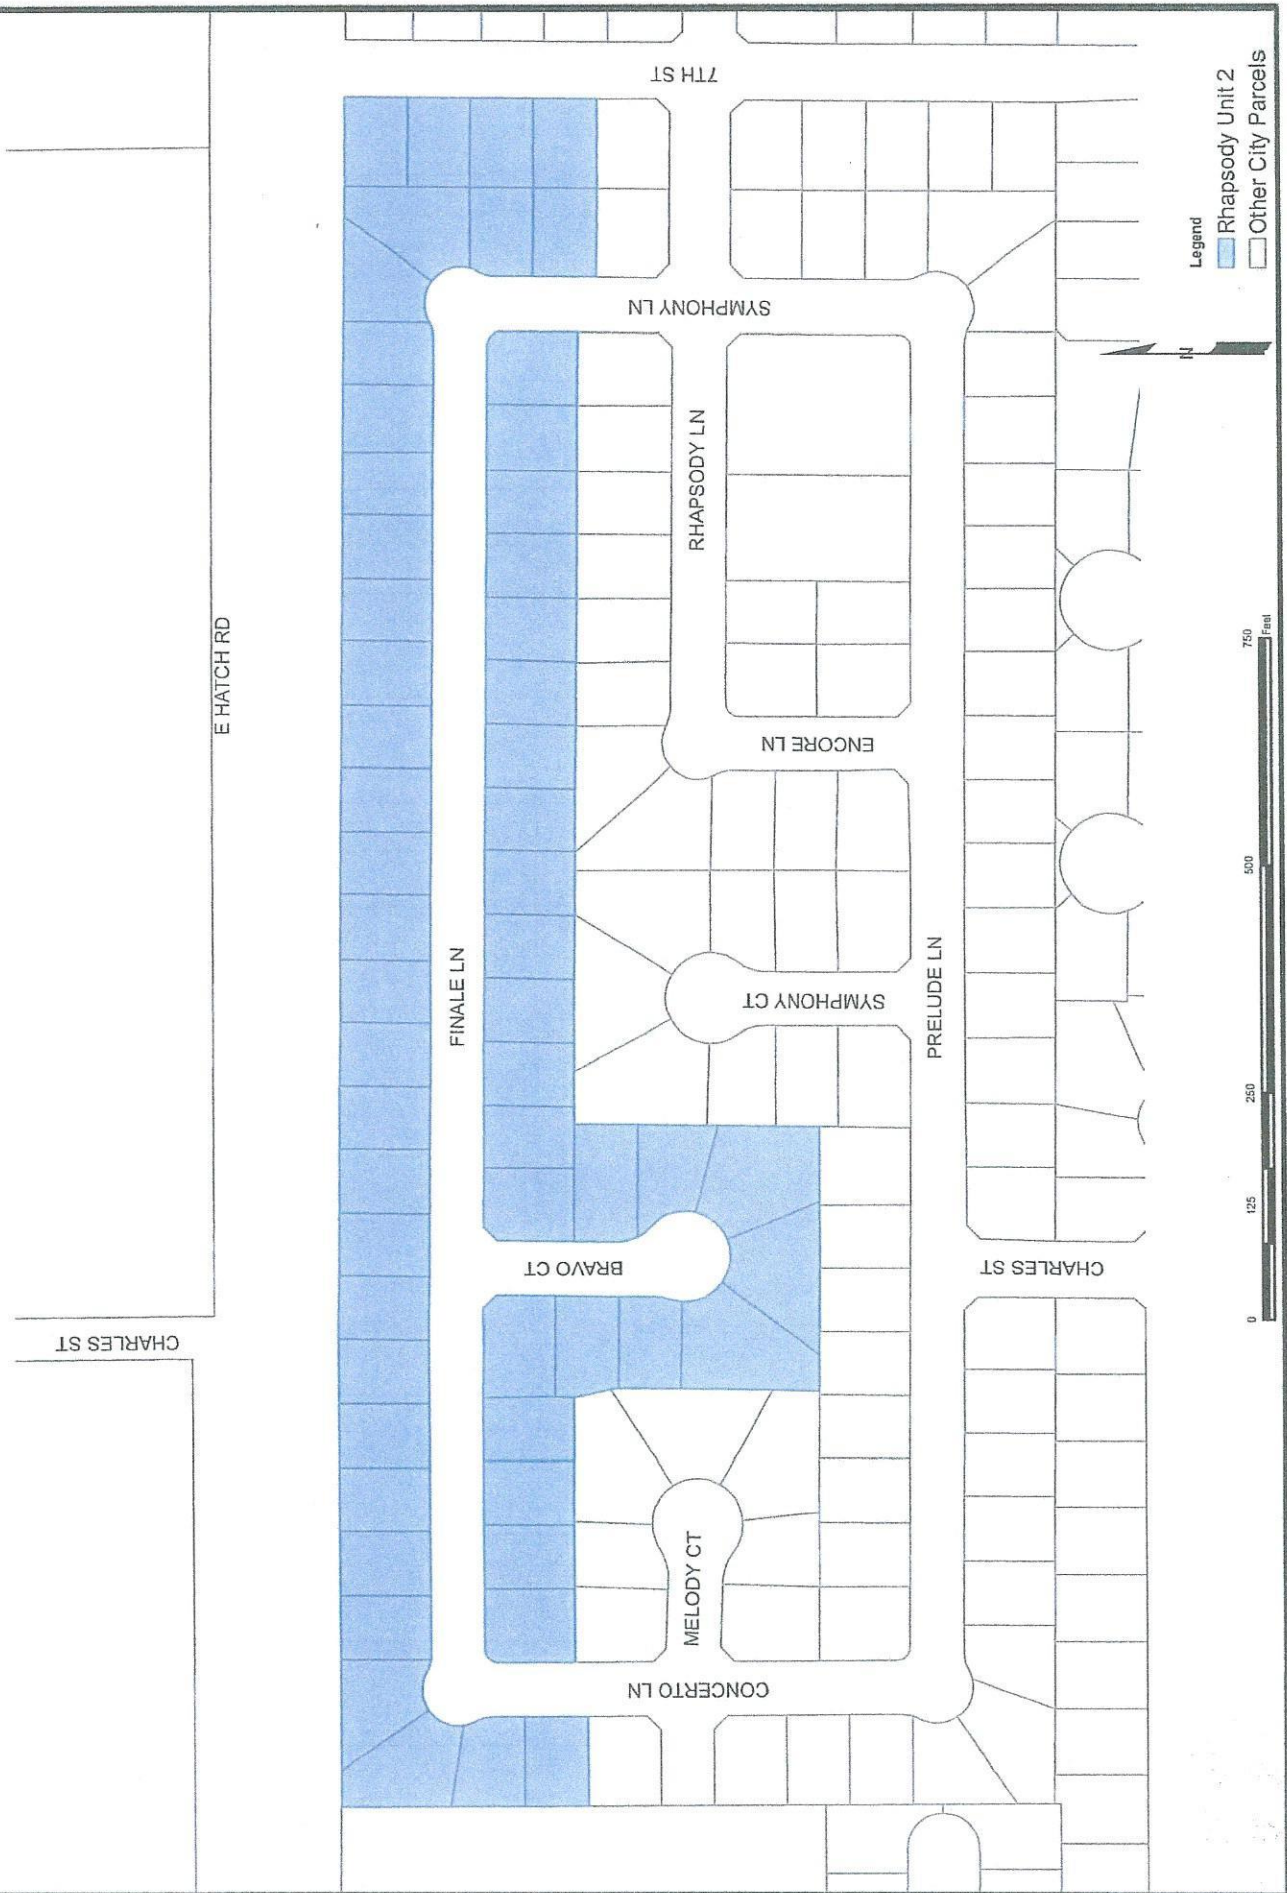 E HATCH RD
CHARLES ST
FINALE LN
BRAVO CT
7TH ST
SYMPHONY LN
RHAPSODY LN
ENCORE LN
SYMPHONY CT
PRELUDE LN
MELODY CT
CONCERTO LN
CHARLES ST
N
0 125 250 500 750
Feet
Legend
Rhapsody Unit 2
Other City Parcels